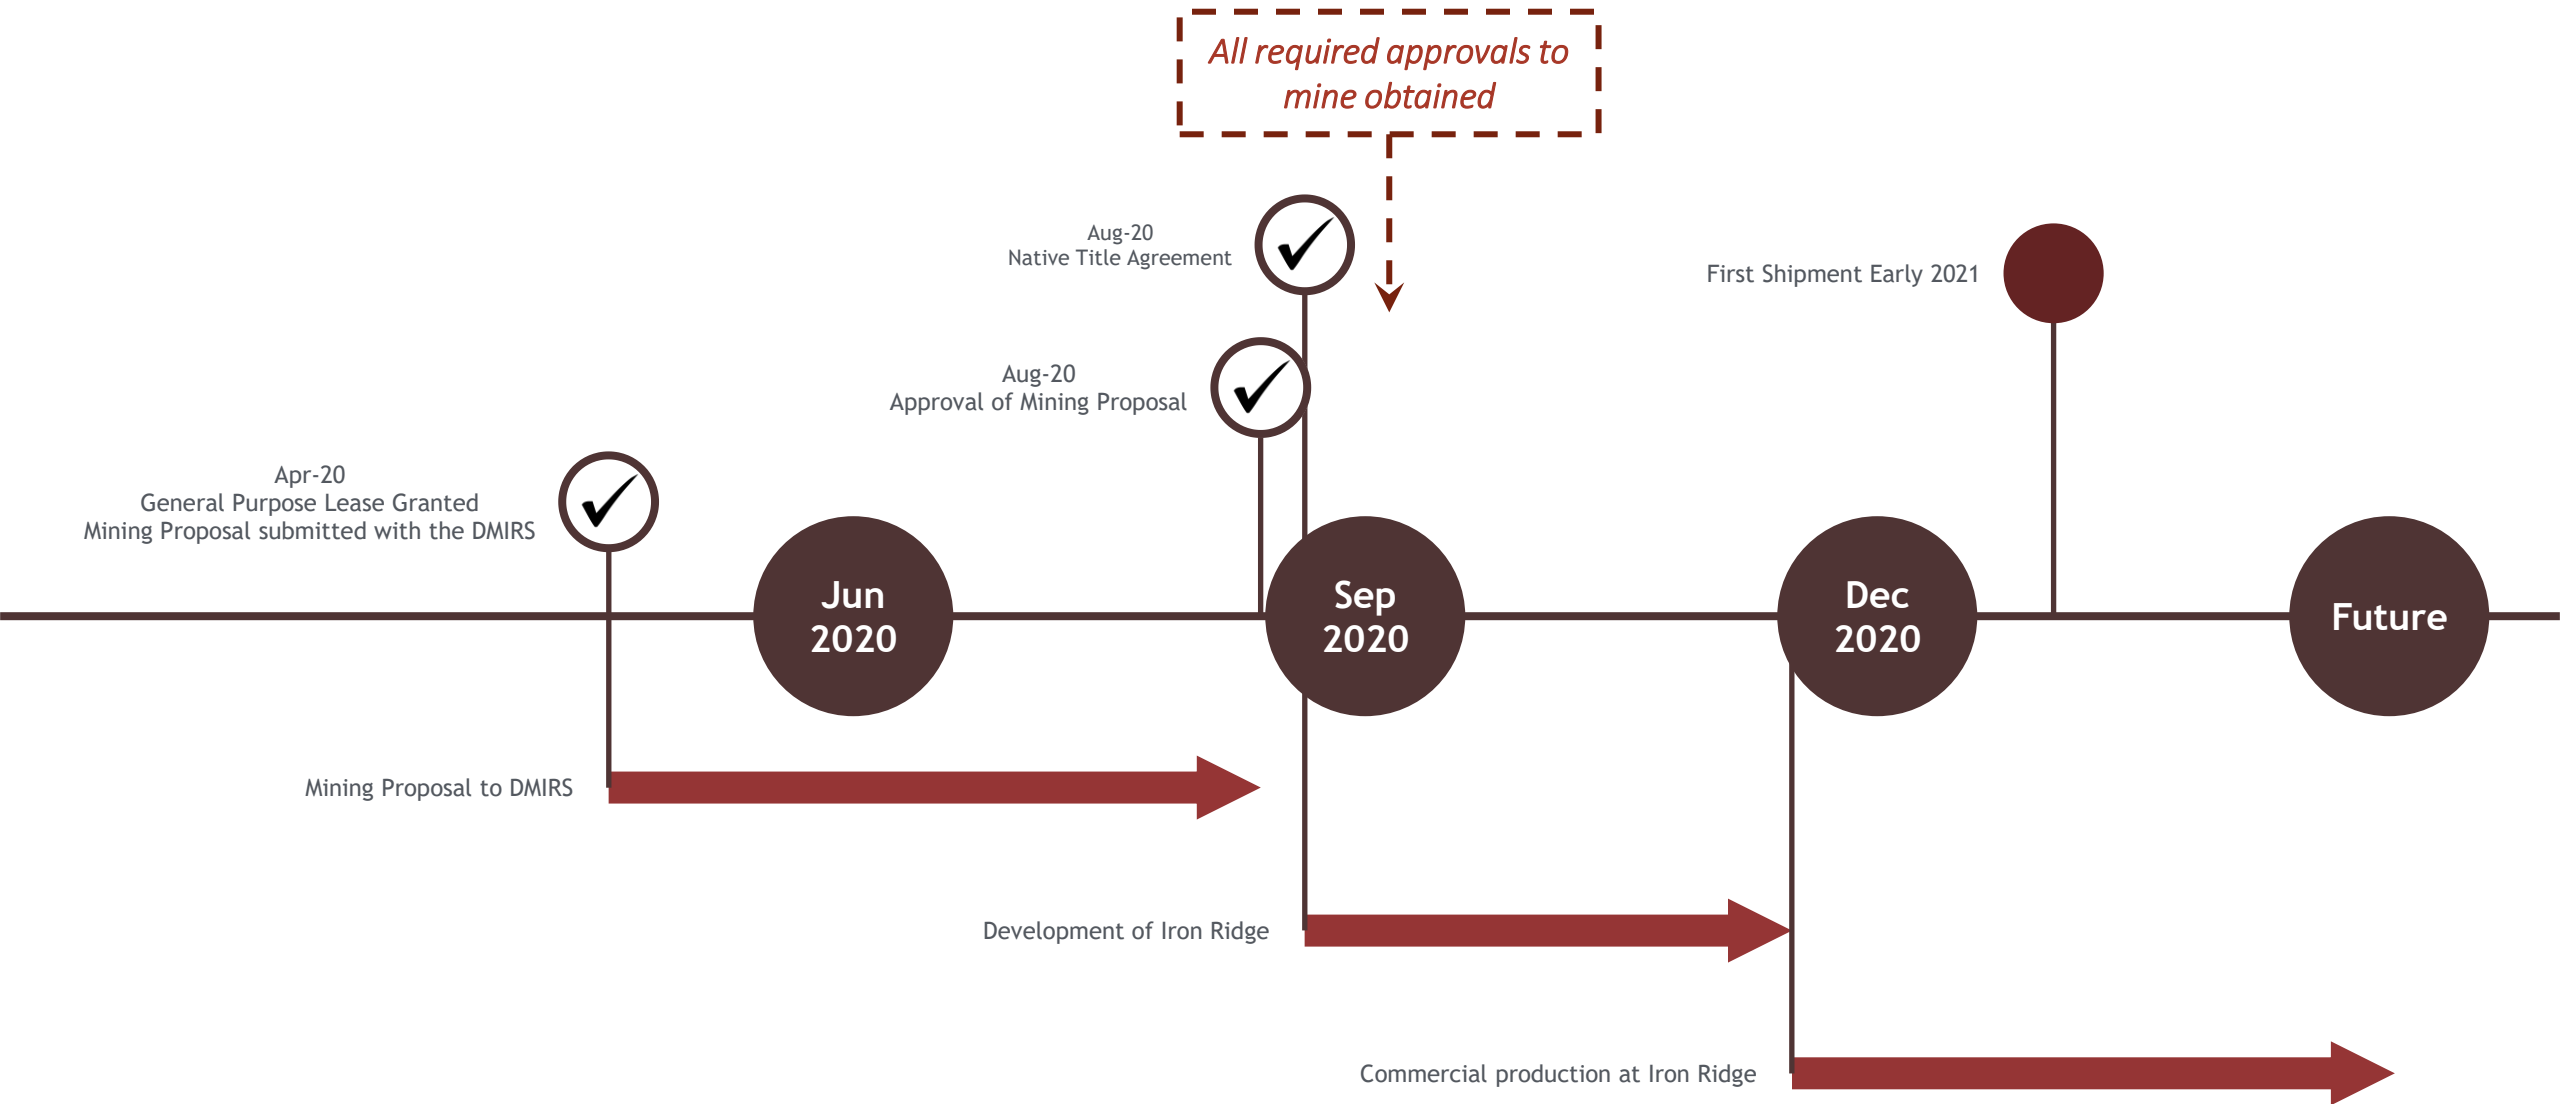 All required approvals to
mine obtained
Aug-20
Native Title Agreement
First Shipment Early 2021
Aug-20
Approval of Mining Proposal
Apr-20
General Purpose Lease Granted
Mining Proposal submitted with the DMIRS
Jun
2020
Sep
2020
Dec
2020
Future
Mining Proposal to DMIRS
Development of Iron Ridge
Commercial production at Iron Ridge